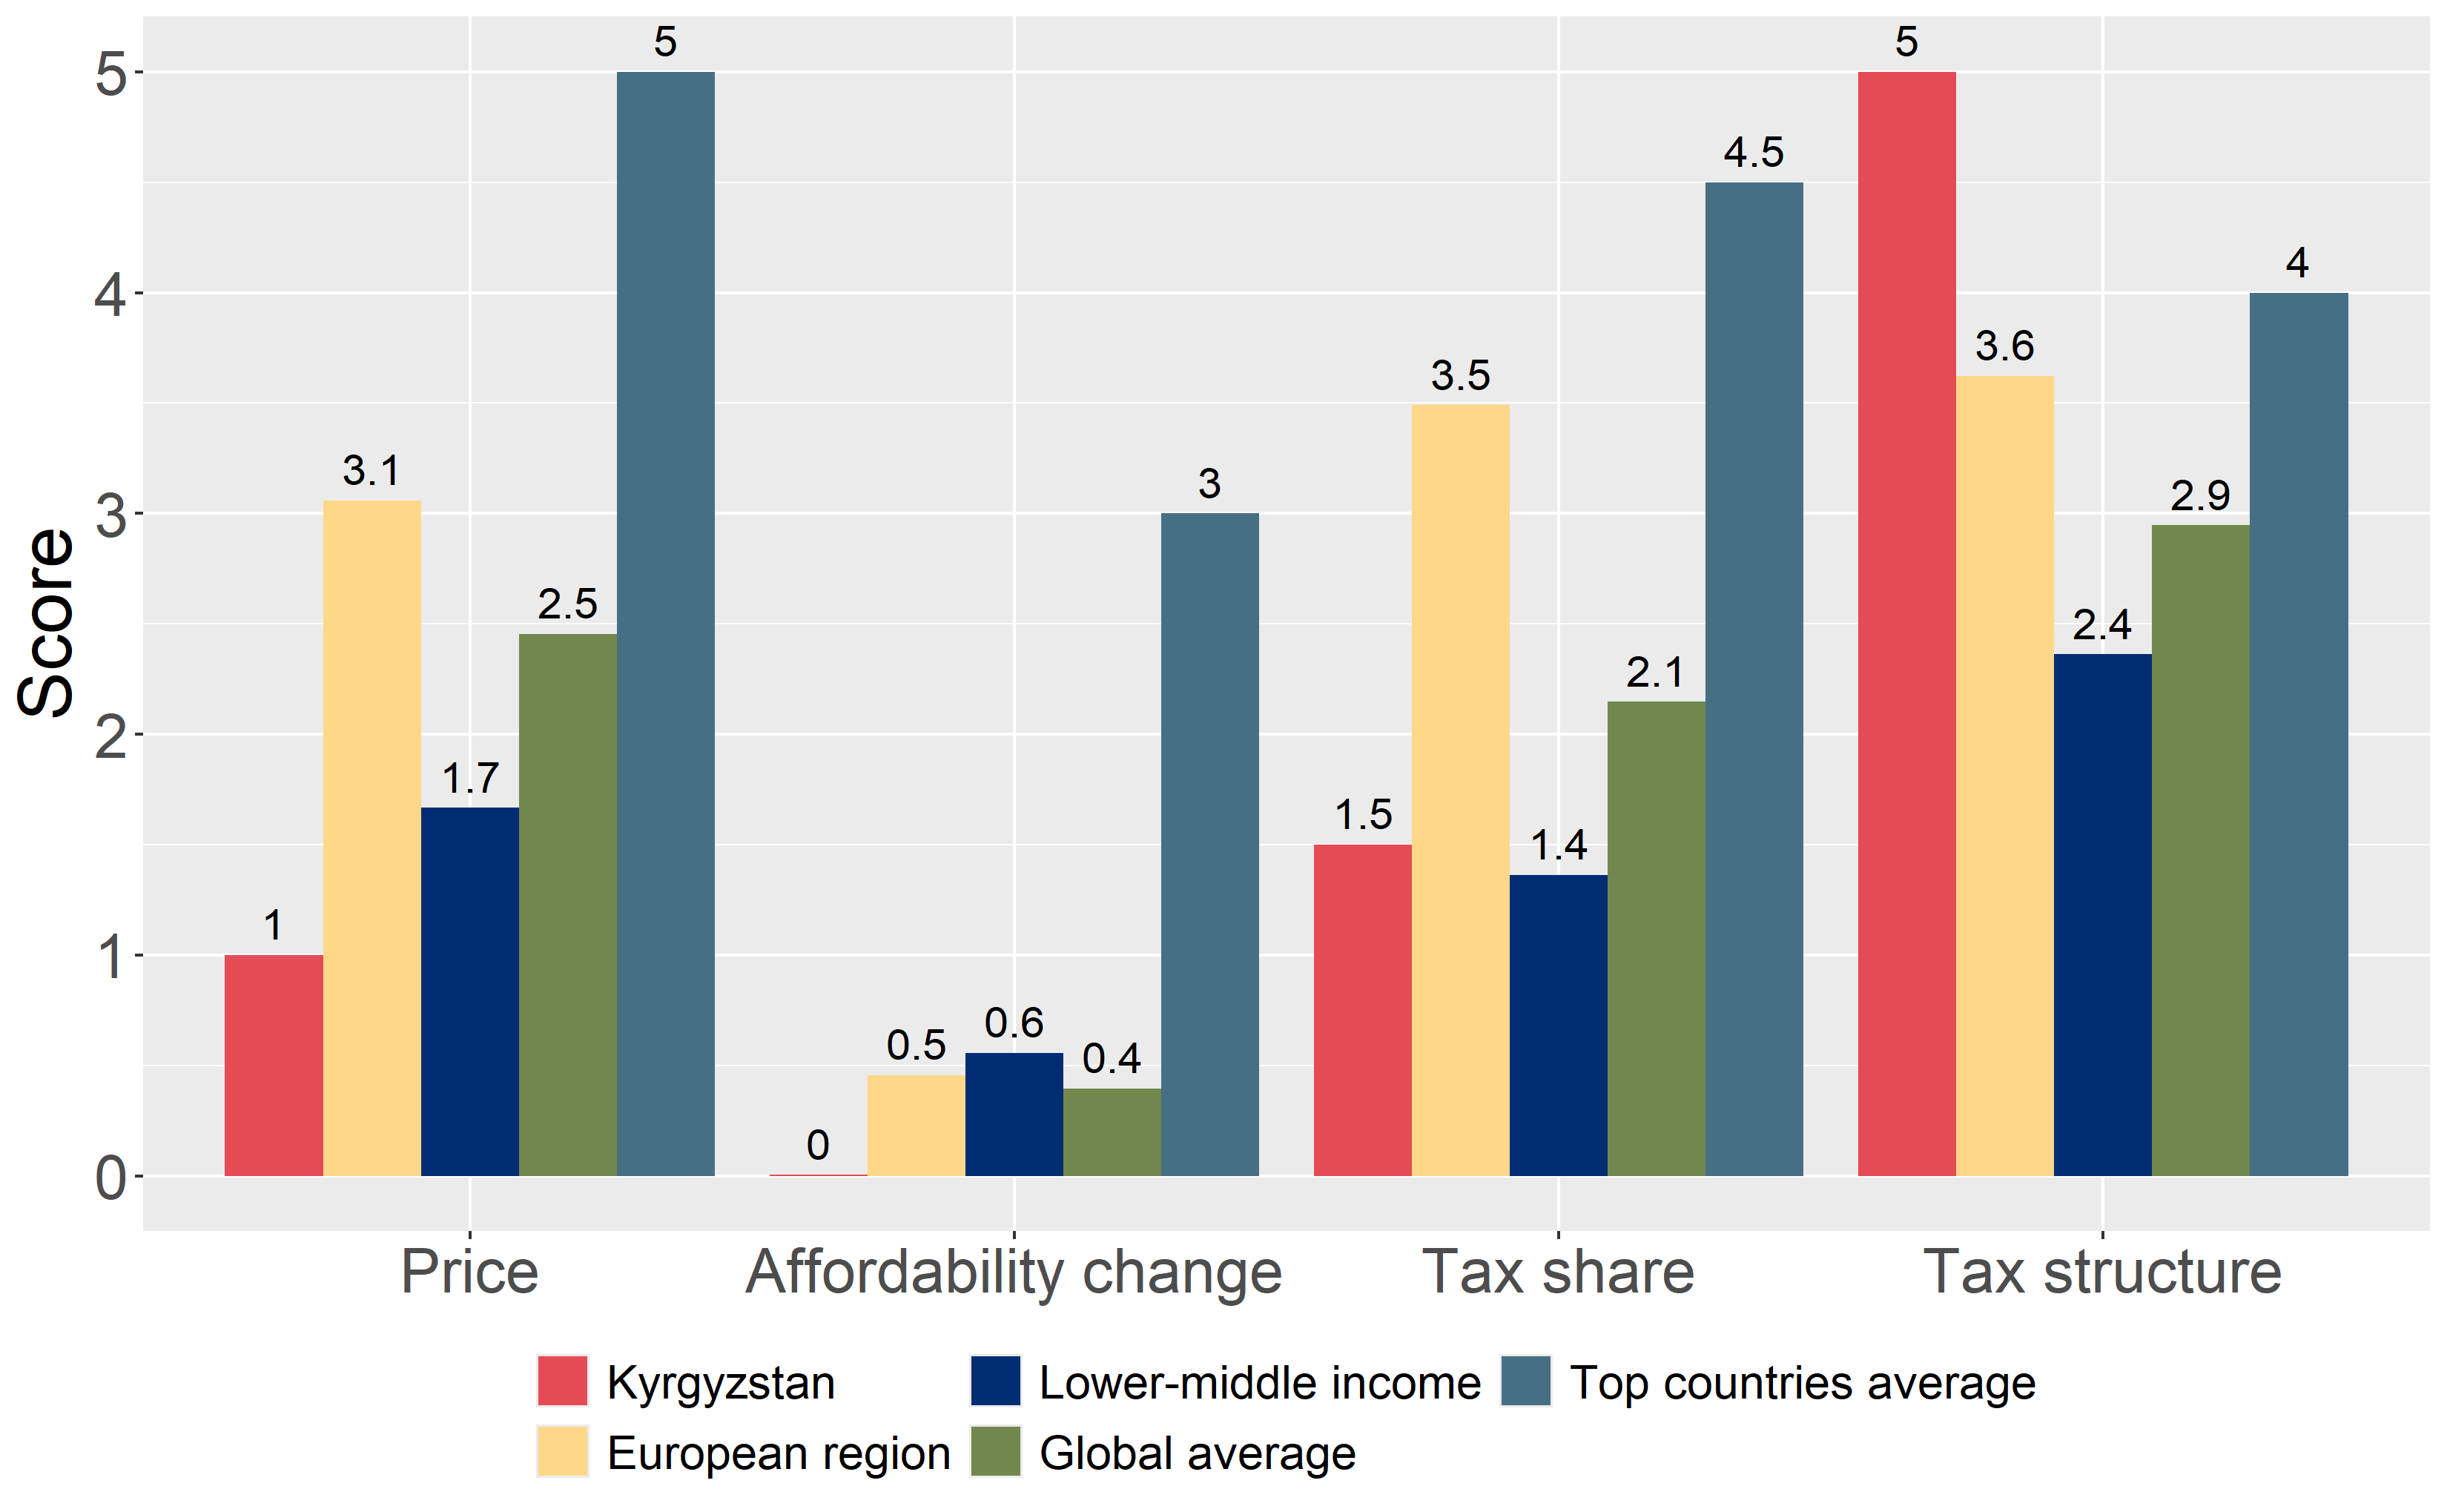 Score
5
4
3
2
1
0
1
3.1
1.7
2.5
5
0
0.5
0.6
0.4
3
1.5
3.5
1.4
2.1
4.5
5
3.6
2.4
2.9
4
Price
Affordability change
Tax share
Tax structure
Kyrgyzstan
Lower-middle income
Top countries average
European region
Global average